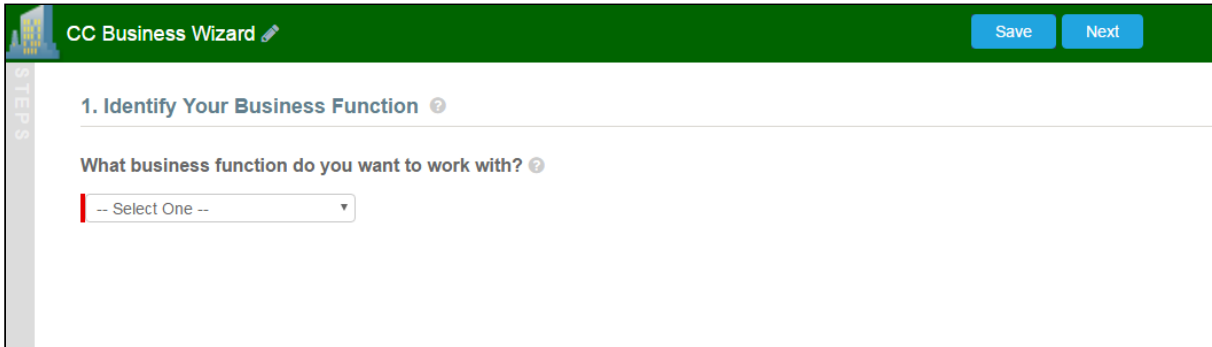 CC Business Wizard
Save
Next
STEPS
1. Identify Your Business Function
What business function do you want to work with?
-- Select One --